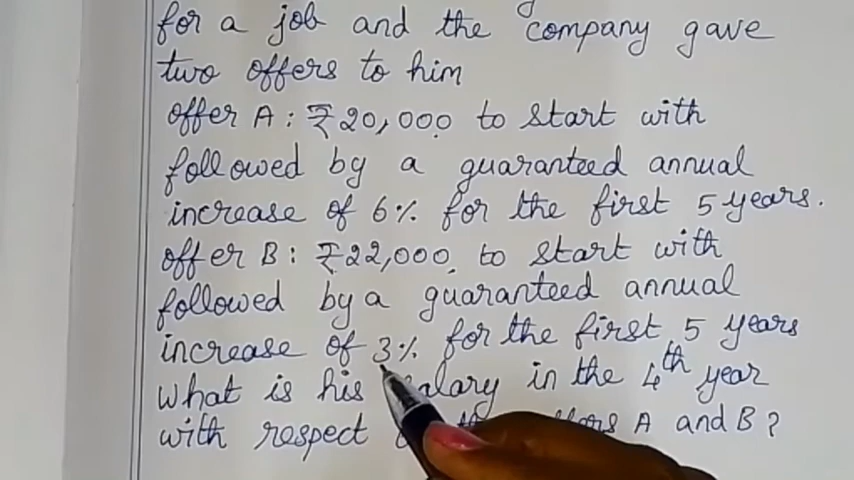 for a job and the company gave
two offers to him
offer A : ₹20,000 to start with
followed by a guaranteed annual
increase of 6% for the first 5 years.
offer B : ₹22,000 to start with
followed by a guaranteed annual
increase of 3% for the first 5 years
what is his salary in the 4th year
with respect A and B ?